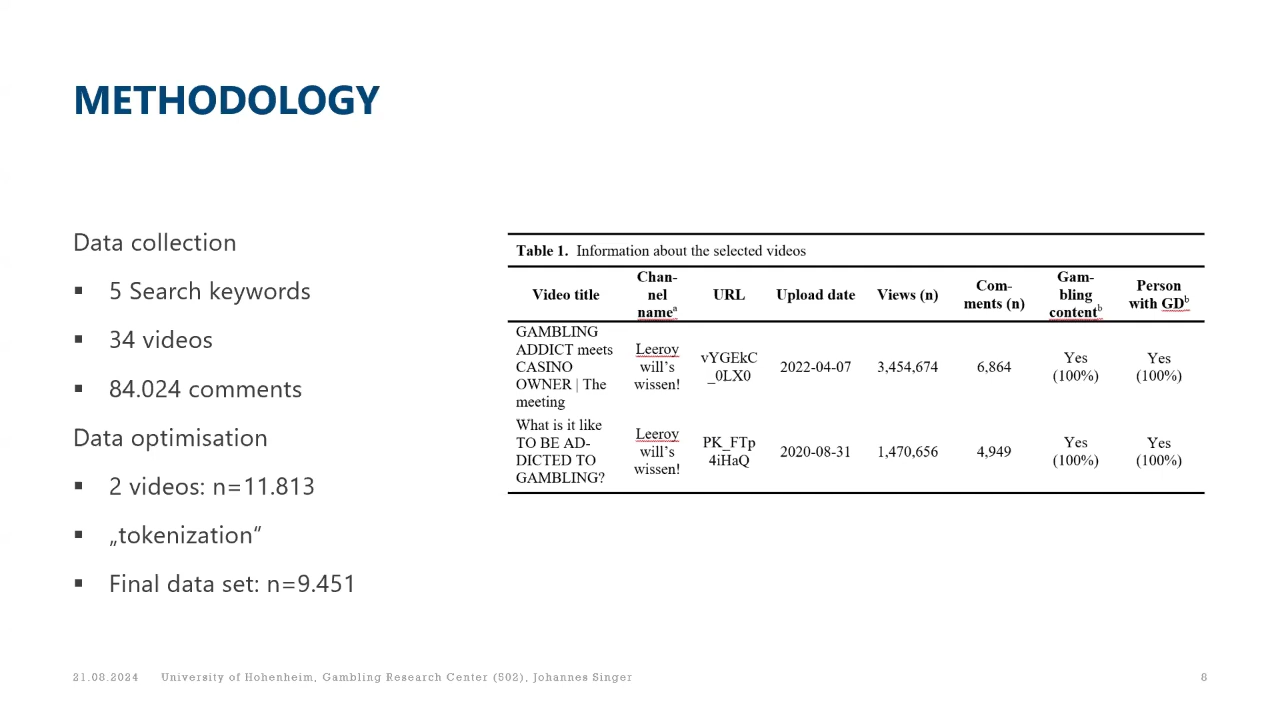 METHODOLOGY
Data collection
▪ 5 Search keywords
▪ 34 videos
▪ 84.024 comments
Data optimisation
▪ 2 videos: n=11.813
▪ „tokenization“
▪ Final data set: n=9.451
Table 1. Information about the selected videos
Video title
Chan-
nel
nameᵃ
URL
Upload date
Views (n)
Com-
ments (n)
Gam-
bling
contentᵇ
Person
with GDᵇ
GAMBLING
ADDICT meets
CASINO
OWNER | The
meeting
Leeroy
will’s
wissen!
vYGEkC
_0LX0
2022-04-07
3,454,674
6,864
Yes
(100%)
Yes
(100%)
What is it like
TO BE AD-
DICTED TO
GAMBLING?
Leeroy
will’s
wissen!
PK_FTp
4iHaQ
2020-08-31
1,470,656
4,949
Yes
(100%)
Yes
(100%)
21.08.2024 University of Hohenheim, Gambling Research Center (502), Johannes Singer 8